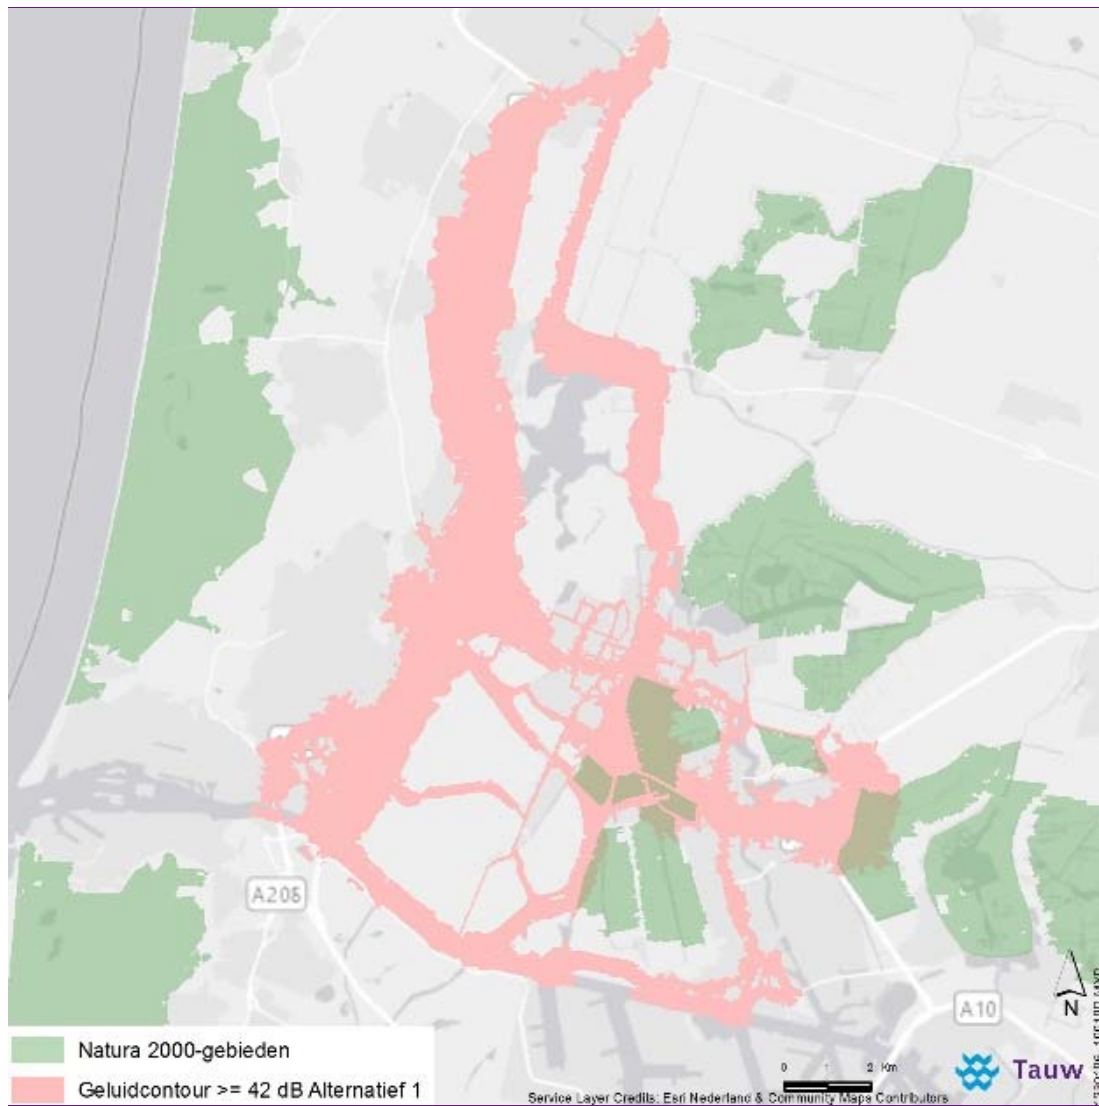 A208
A10
N
Natura 2000-gebieden
Geluidcontour >= 42 dB Alternatief 1
0 1 2 Km
Tauw
Service Layer Credits: Esri Nederland & Community Maps Contributors